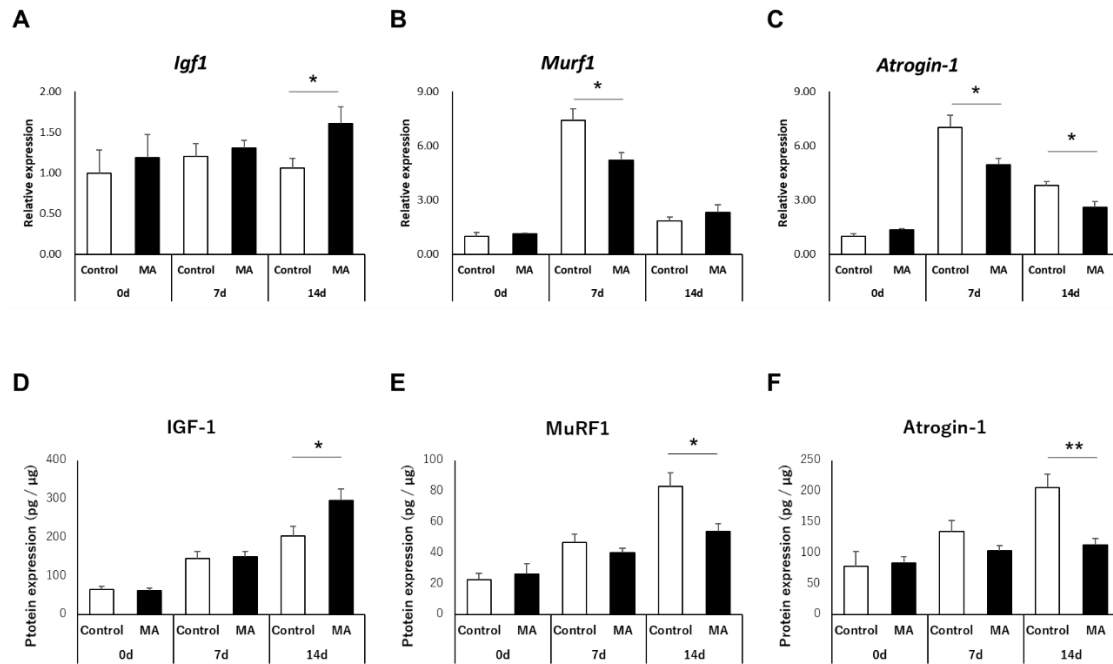 A
B
C
Igf1
Murf1
Atrogin-1
Relative expression
2.00
1.50
1.00
0.50
0.00
*
Control MA Control MA Control MA
0d 7d 14d
Relative expression
9.00
6.00
3.00
0.00
*
Control MA Control MA Control MA
0d 7d 14d
Relative expression
9.00
6.00
3.00
0.00
*
*
Control MA Control MA Control MA
0d 7d 14d
D
E
F
IGF-1
MuRF1
Atrogin-1
Ptotein expression (pg / μg)
400
300
200
100
0
*
Control MA Control MA Control MA
0d 7d 14d
Ptotein expression (pg / μg)
100
80
60
40
20
0
*
Control MA Control MA Control MA
0d 7d 14d
Protein expression (pg / μg)
250
200
150
100
50
0
**
Control MA Control MA Control MA
0d 7d 14d